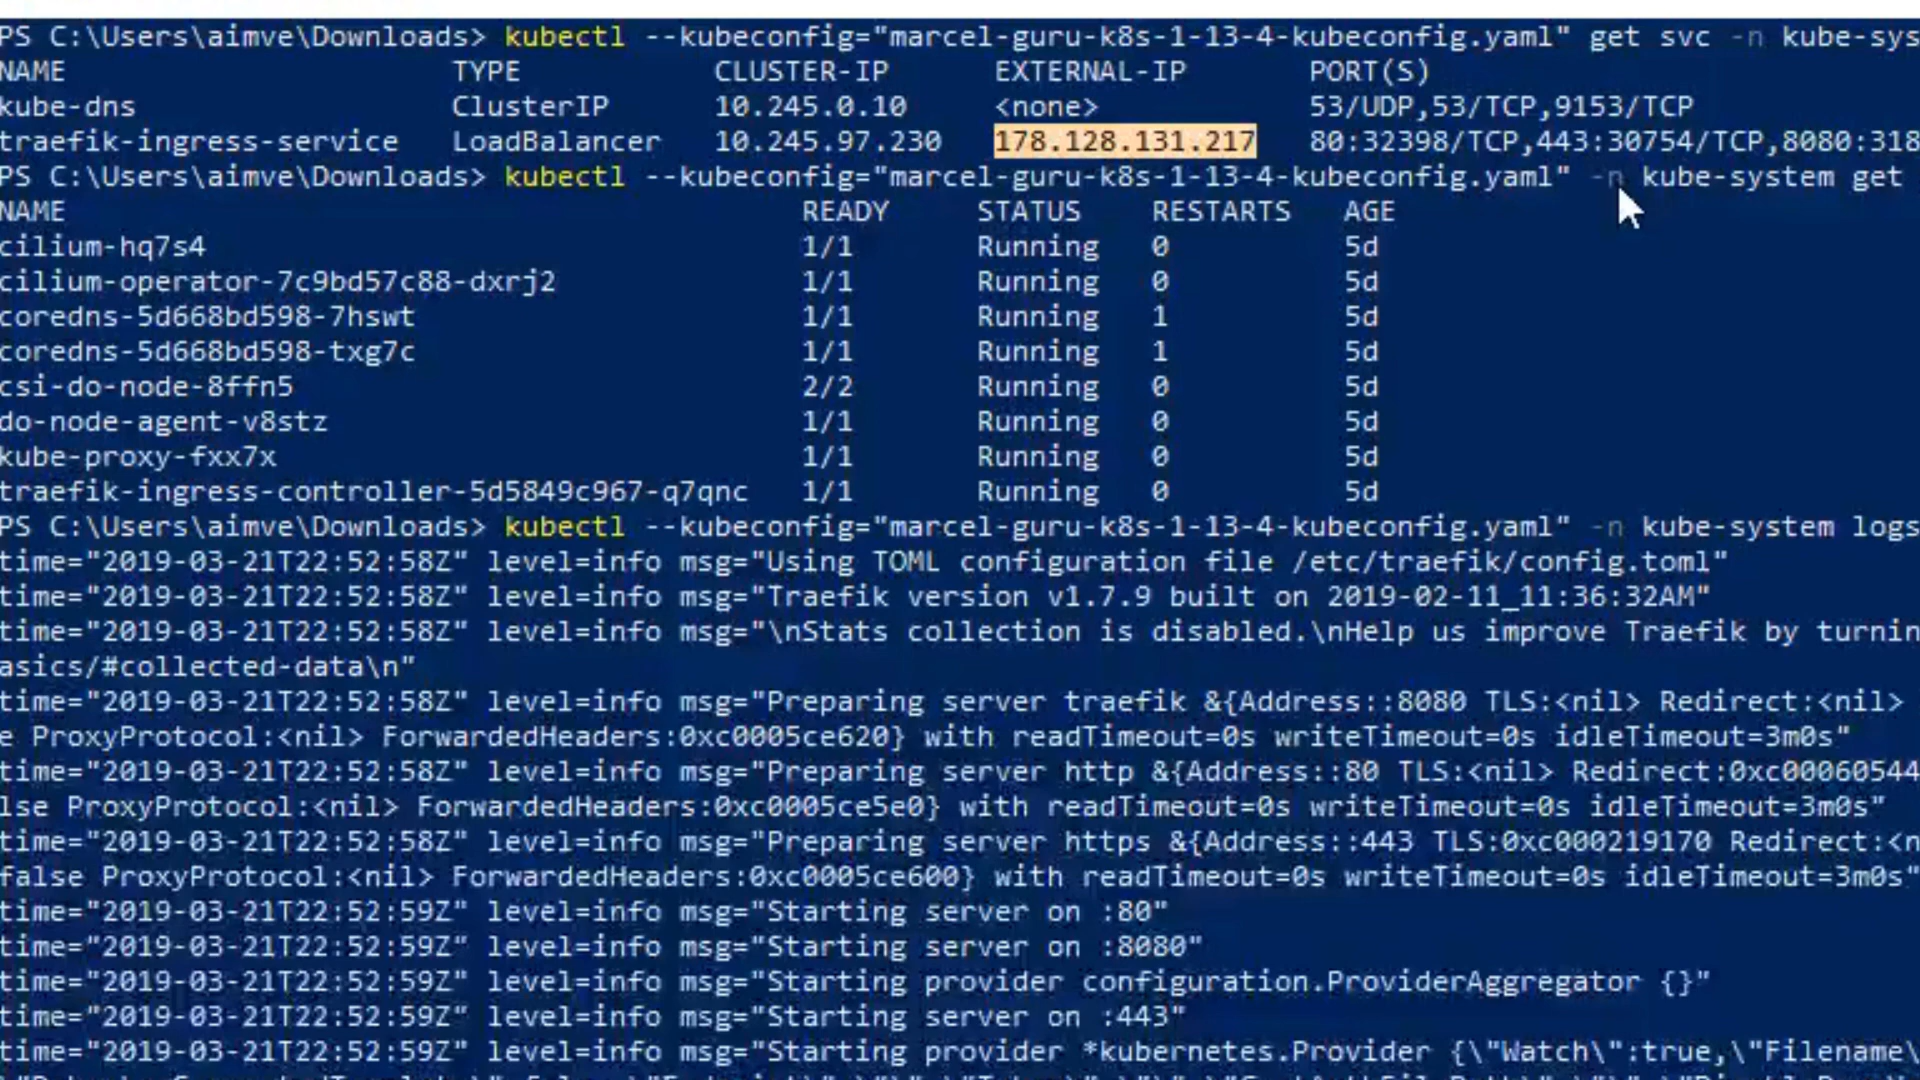 PS C:\Users\aimve\Downloads> kubectl --kubeconfig="marcel-guru-k8s-1-13-4-kubeconfig.yaml" get svc -n kube-sys
NAME TYPE CLUSTER-IP EXTERNAL-IP PORT(S)
kube-dns ClusterIP 10.245.0.10 <none> 53/UDP,53/TCP,9153/TCP
traefik-ingress-service LoadBalancer 10.245.97.230 178.128.131.217 80:32398/TCP,443:30754/TCP,8080:318
PS C:\Users\aimve\Downloads> kubectl --kubeconfig="marcel-guru-k8s-1-13-4-kubeconfig.yaml" -n kube-system get
NAME READY STATUS RESTARTS AGE
cilium-hq7s4 1/1 Running 0 5d
cilium-operator-7c9bd57c88-dxrj2 1/1 Running 0 5d
coredns-5d668bd598-7hswt 1/1 Running 1 5d
coredns-5d668bd598-txg7c 1/1 Running 1 5d
csi-do-node-8ffn5 2/2 Running 0 5d
do-node-agent-v8stz 1/1 Running 0 5d
kube-proxy-fxx7x 1/1 Running 0 5d
traefik-ingress-controller-5d5849c967-q7qnc 1/1 Running 0 5d
PS C:\Users\aimve\Downloads> kubectl --kubeconfig="marcel-guru-k8s-1-13-4-kubeconfig.yaml" -n kube-system logs
time="2019-03-21T22:52:58Z" level=info msg="Using TOML configuration file /etc/traefik/config.toml"
time="2019-03-21T22:52:58Z" level=info msg="Traefik version v1.7.9 built on 2019-02-11_11:36:32AM"
time="2019-03-21T22:52:58Z" level=info msg="\nStats collection is disabled.\nHelp us improve Traefik by turnin
asics/#collected-data\n"
time="2019-03-21T22:52:58Z" level=info msg="Preparing server traefik &{Address::8080 TLS:<nil> Redirect:<nil>
e ProxyProtocol:<nil> ForwardedHeaders:0xc0005ce620} with readTimeout=0s writeTimeout=0s idleTimeout=3m0s"
time="2019-03-21T22:52:58Z" level=info msg="Preparing server http &{Address::80 TLS:<nil> Redirect:0xc00060544
lse ProxyProtocol:<nil> ForwardedHeaders:0xc0005ce5e0} with readTimeout=0s writeTimeout=0s idleTimeout=3m0s"
time="2019-03-21T22:52:58Z" level=info msg="Preparing server https &{Address::443 TLS:0xc000219170 Redirect:<n
false ProxyProtocol:<nil> ForwardedHeaders:0xc0005ce600} with readTimeout=0s writeTimeout=0s idleTimeout=3m0s"
time="2019-03-21T22:52:59Z" level=info msg="Starting server on :80"
time="2019-03-21T22:52:59Z" level=info msg="Starting server on :8080"
time="2019-03-21T22:52:59Z" level=info msg="Starting provider configuration.ProviderAggregator {}"
time="2019-03-21T22:52:59Z" level=info msg="Starting server on :443"
time="2019-03-21T22:52:59Z" level=info msg="Starting provider *kubernetes.Provider {\"Watch\":true,\"Filename\